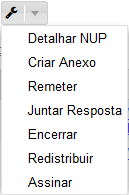 Detalhar NUP
Criar Anexo
Remeter
Juntar Resposta
Encerrar
Redistribuir
Assinar